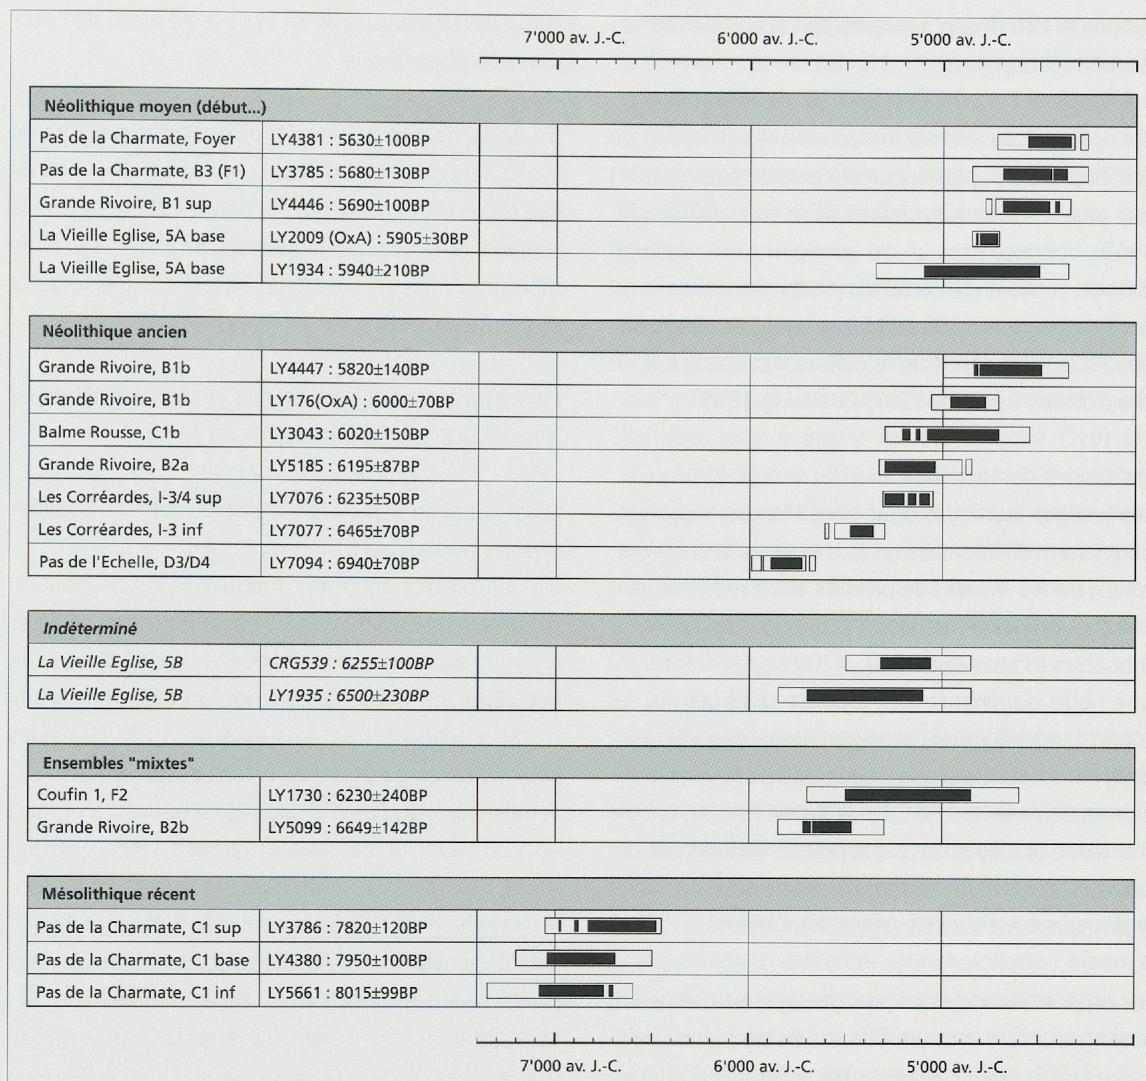 7'000 av. J.-C. 6'000 av. J.-C. 5'000 av. J.-C.
Néolithique moyen (début...)
Pas de la Charmate, Foyer LY4381 : 5630±100BP
Pas de la Charmate, B3 (F1) LY3785 : 5680±130BP
Grande Rivoire, B1 sup LY4446 : 5690±100BP
La Vieille Eglise, 5A base LY2009 (OxA) : 5905±30BP
La Vieille Eglise, 5A base LY1934 : 5940±210BP
Néolithique ancien
Grande Rivoire, B1b LY4447 : 5820±140BP
Grande Rivoire, B1b LY176(OxA) : 6000±70BP
Balme Rousse, C1b LY3043 : 6020±150BP
Grande Rivoire, B2a LY5185 : 6195±87BP
Les Corréardes, I-3/4 sup LY7076 : 6235±50BP
Les Corréardes, I-3 inf LY7077 : 6465±70BP
Pas de l'Echelle, D3/D4 LY7094 : 6940±70BP
Indéterminé
La Vieille Eglise, 5B CRG539 : 6255±100BP
La Vieille Eglise, 5B LY1935 : 6500±230BP
Ensembles "mixtes"
Coufin 1, F2 LY1730 : 6230±240BP
Grande Rivoire, B2b LY5099 : 6649±142BP
Mésolithique récent
Pas de la Charmate, C1 sup LY3786 : 7820±120BP
Pas de la Charmate, C1 base LY4380 : 7950±100BP
Pas de la Charmate, C1 inf LY5661 : 8015±99BP
7'000 av. J.-C. 6'000 av. J.-C. 5'000 av. J.-C.